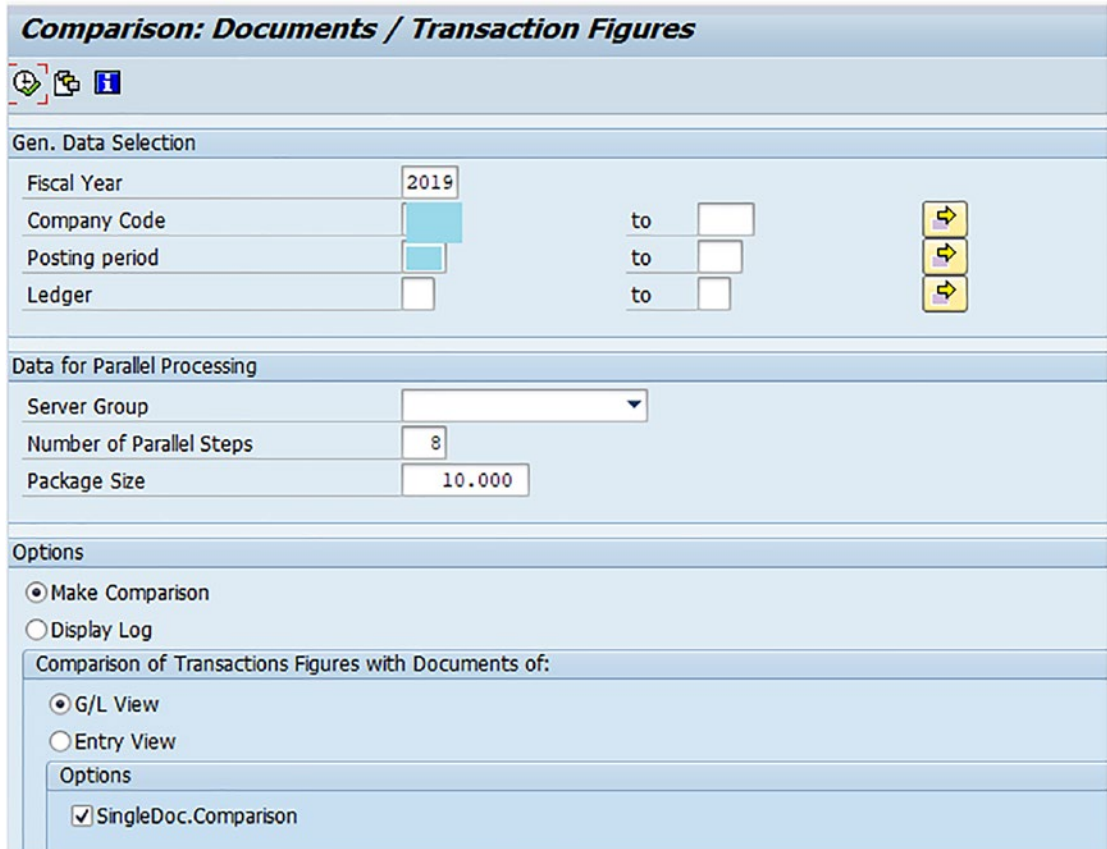 Comparison: Documents / Transaction Figures
Gen. Data Selection
Fiscal Year 2019
Company Code to
Posting period to
Ledger to
Data for Parallel Processing
Server Group
Number of Parallel Steps 8
Package Size 10.000
Options
Make Comparison
Display Log
Comparison of Transactions Figures with Documents of:
G/L View
Entry View
Options
SingleDoc.Comparison